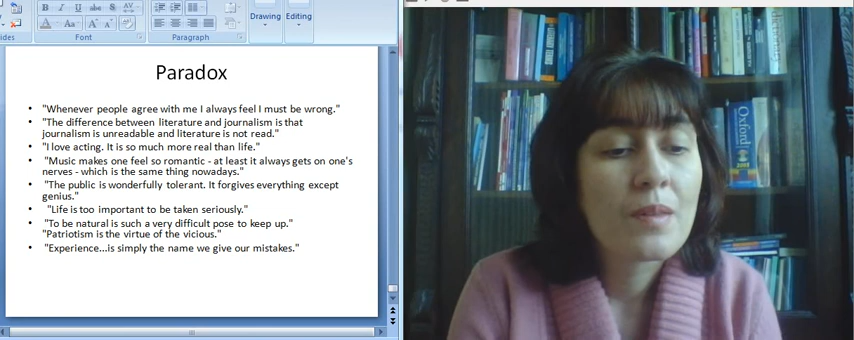 ides
B I U S abc AV
Aa A A A
Font
Paragraph
Drawing
Editing
Paradox
• "Whenever people agree with me I always feel I must be wrong."
• "The difference between literature and journalism is that
journalism is unreadable and literature is not read."
• "I love acting. It is so much more real than life."
• "Music makes one feel so romantic - at least it always gets on one's
nerves - which is the same thing nowadays."
• "The public is wonderfully tolerant. It forgives everything except
genius."
• "Life is too important to be taken seriously."
• "To be natural is such a very difficult pose to keep up."
"Patriotism is the virtue of the vicious."
• "Experience...is simply the name we give our mistakes."
Oxford